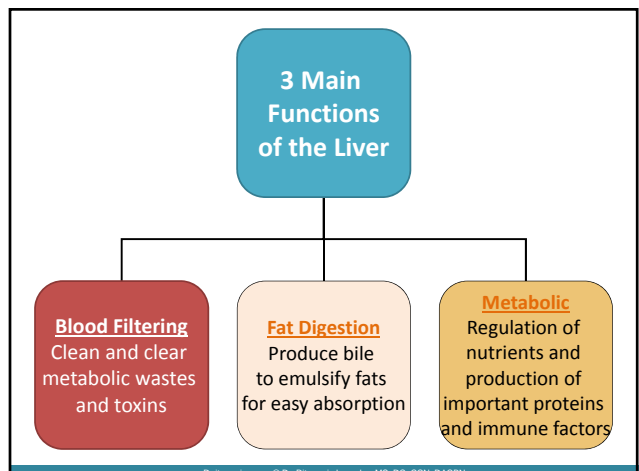 3 Main
Functions
of the Liver
Blood Filtering
Clean and clear
metabolic wastes
and toxins
Fat Digestion
Produce bile
to emulsify fats
for easy absorption
Metabolic
Regulation of
nutrients and
production of
important proteins
and immune factors